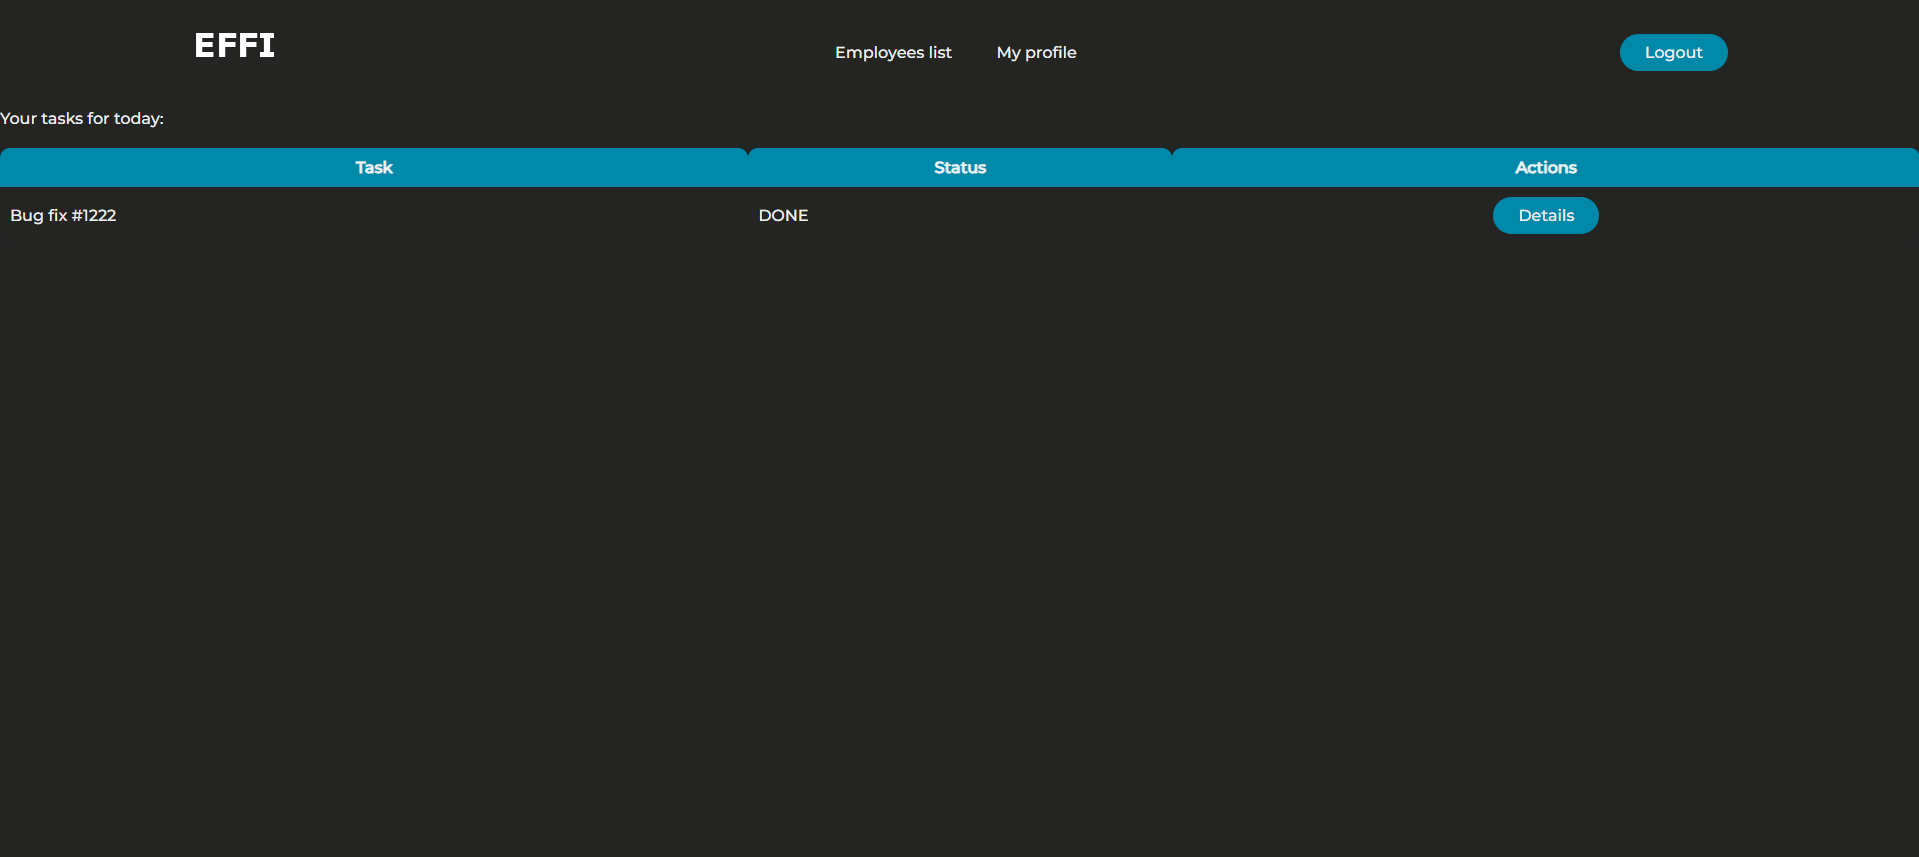 EFFI
Employees list My profile Logout
Your tasks for today:
Task Status Actions
Bug fix #1222 DONE Details